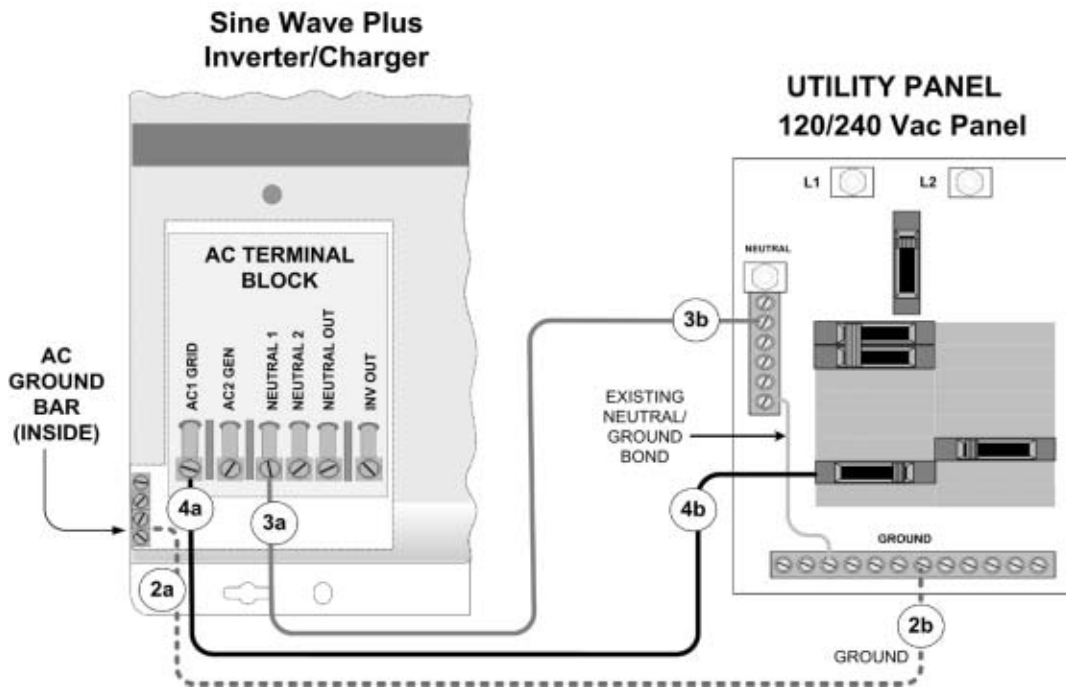 Sine Wave Plus
Inverter/Charger
UTILITY PANEL
120/240 Vac Panel
L1
L2
NEUTRAL
AC TERMINAL
BLOCK
AC1 GRID
AC2 GEN
NEUTRAL 1
NEUTRAL 2
NEUTRAL OUT
INV OUT
AC
GROUND
BAR
(INSIDE)
3b
EXISTING
NEUTRAL/
GROUND
BOND
4a
3a
4b
GROUND
2a
2b
GROUND